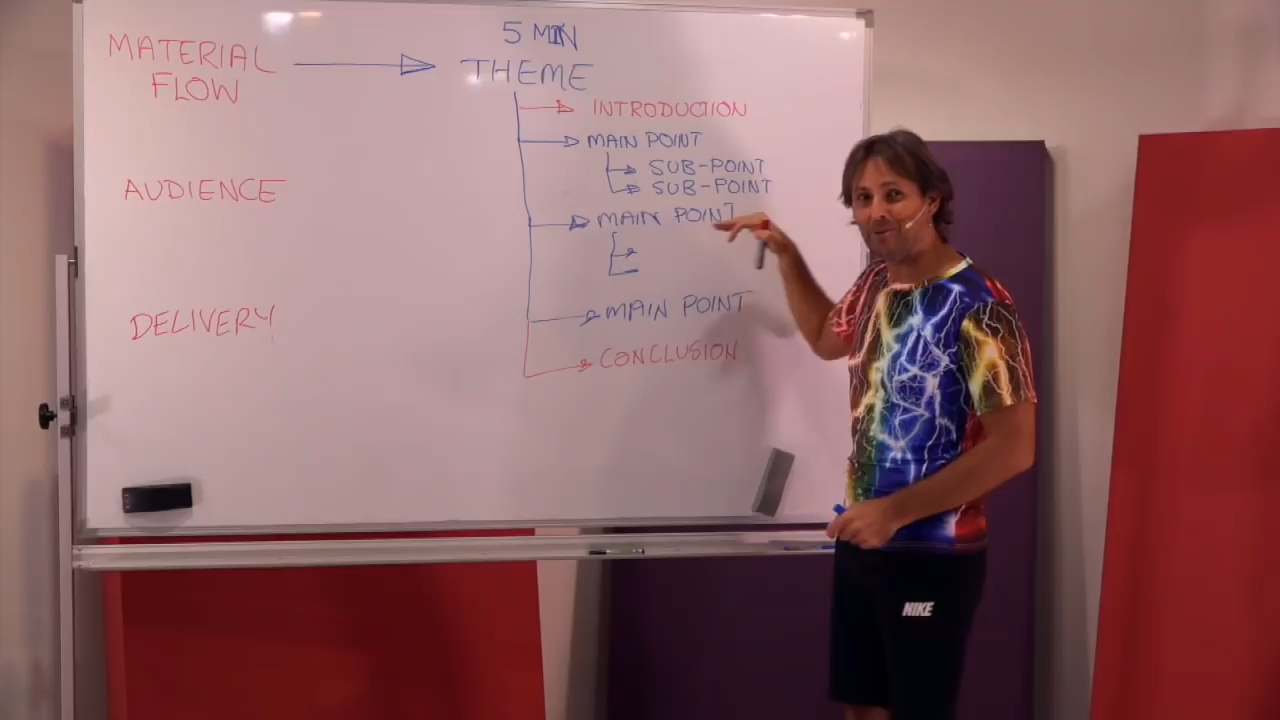 MATERIAL
FLOW
AUDIENCE
DELIVERY
5 MIN
THEME
INTRODUCTION
MAIN POINT
SUB-POINT
SUB-POINT
MAIN POINT
MAIN POINT
CONCLUSION
NIKE